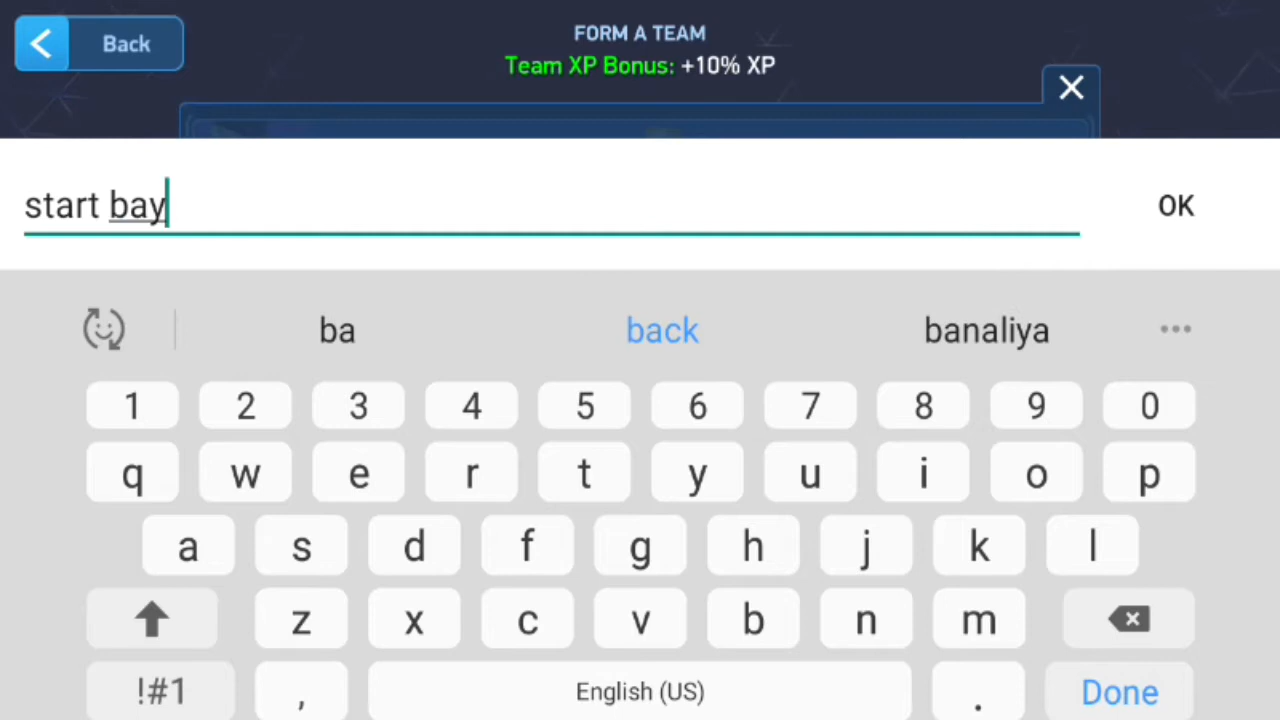 Back
FORM A TEAM
Team XP Bonus: +10% XP
start bay
OK
ba back banaliya
1 2 3 4 5 6 7 8 9 0
q w e r t y u i o p
a s d f g h j k l
z x c v b n m
!#1 , English (US) . Done